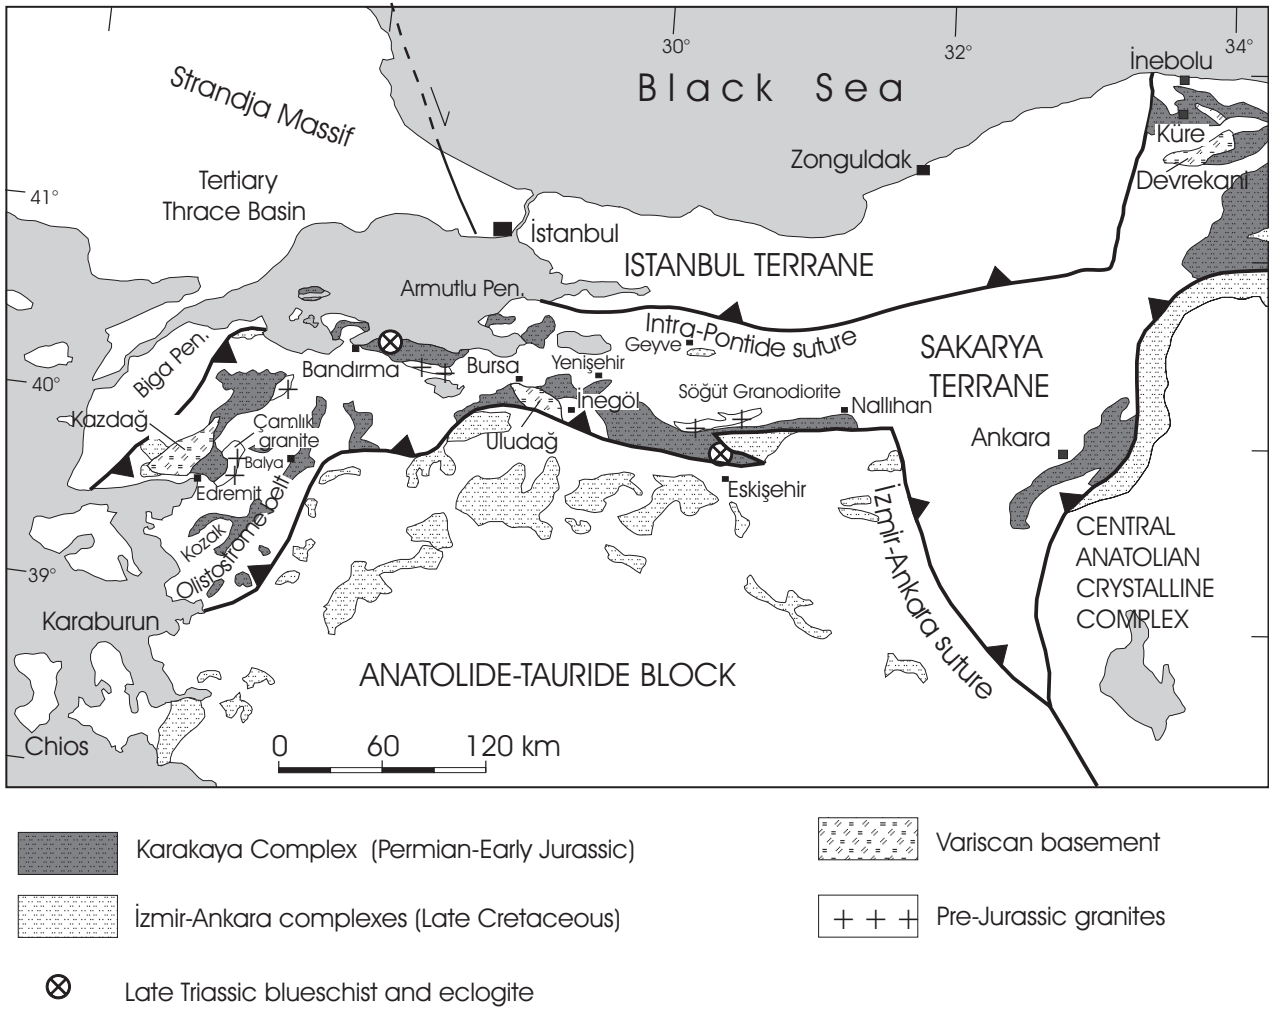 30°
32°
34°
Black Sea
İnebolu
Strandja Massif
Küre
Zonguldak
Devrekani
Tertiary
Thrace Basin
41°
İstanbul
ISTANBUL TERRANE
Armutlu Pen.
Intra-Pontide suture
Geyve
SAKARYA
TERRANE
Biga Pen.
Bandırma
Bursa
Yenişehir
40°
Söğüt Granodiorite
İnegöl
Nallıhan
Kazdağ
Çamlık
granite
Uludağ
Ankara
Balya
Edremit
Eskişehir
Kozak
Olistostrome belt
İzmir-Ankara suture
CENTRAL
ANATOLIAN
CRYSTALLINE
COMPLEX
39°
Karaburun
ANATOLIDE-TAURIDE BLOCK
Chios
0 60 120 km
Karakaya Complex (Permian-Early Jurassic)
Variscan basement
İzmir-Ankara complexes (Late Cretaceous)
Pre-Jurassic granites
Late Triassic blueschist and eclogite